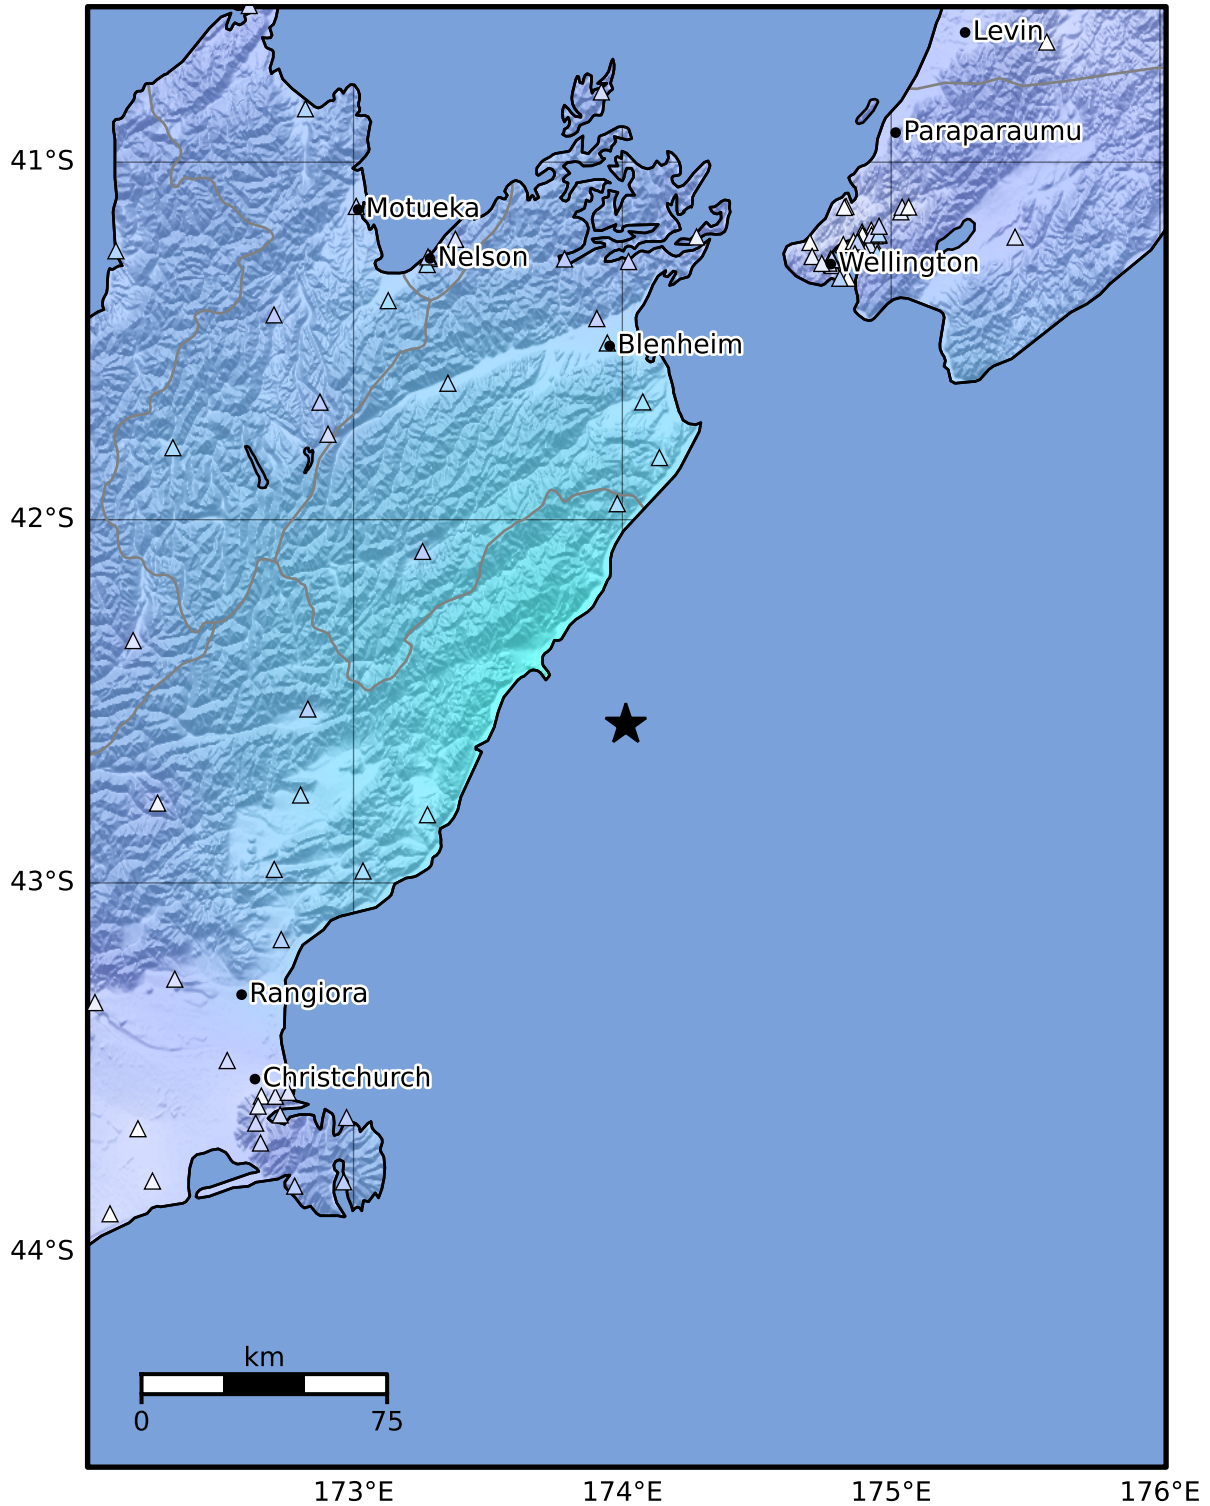 Levin
Paraparaumu
41°S
Motueka
Nelson
Wellington
Blenheim
42°S
43°S
Rangiora
Christchurch
44°S
km
0 75
173°E 174°E 175°E 176°E